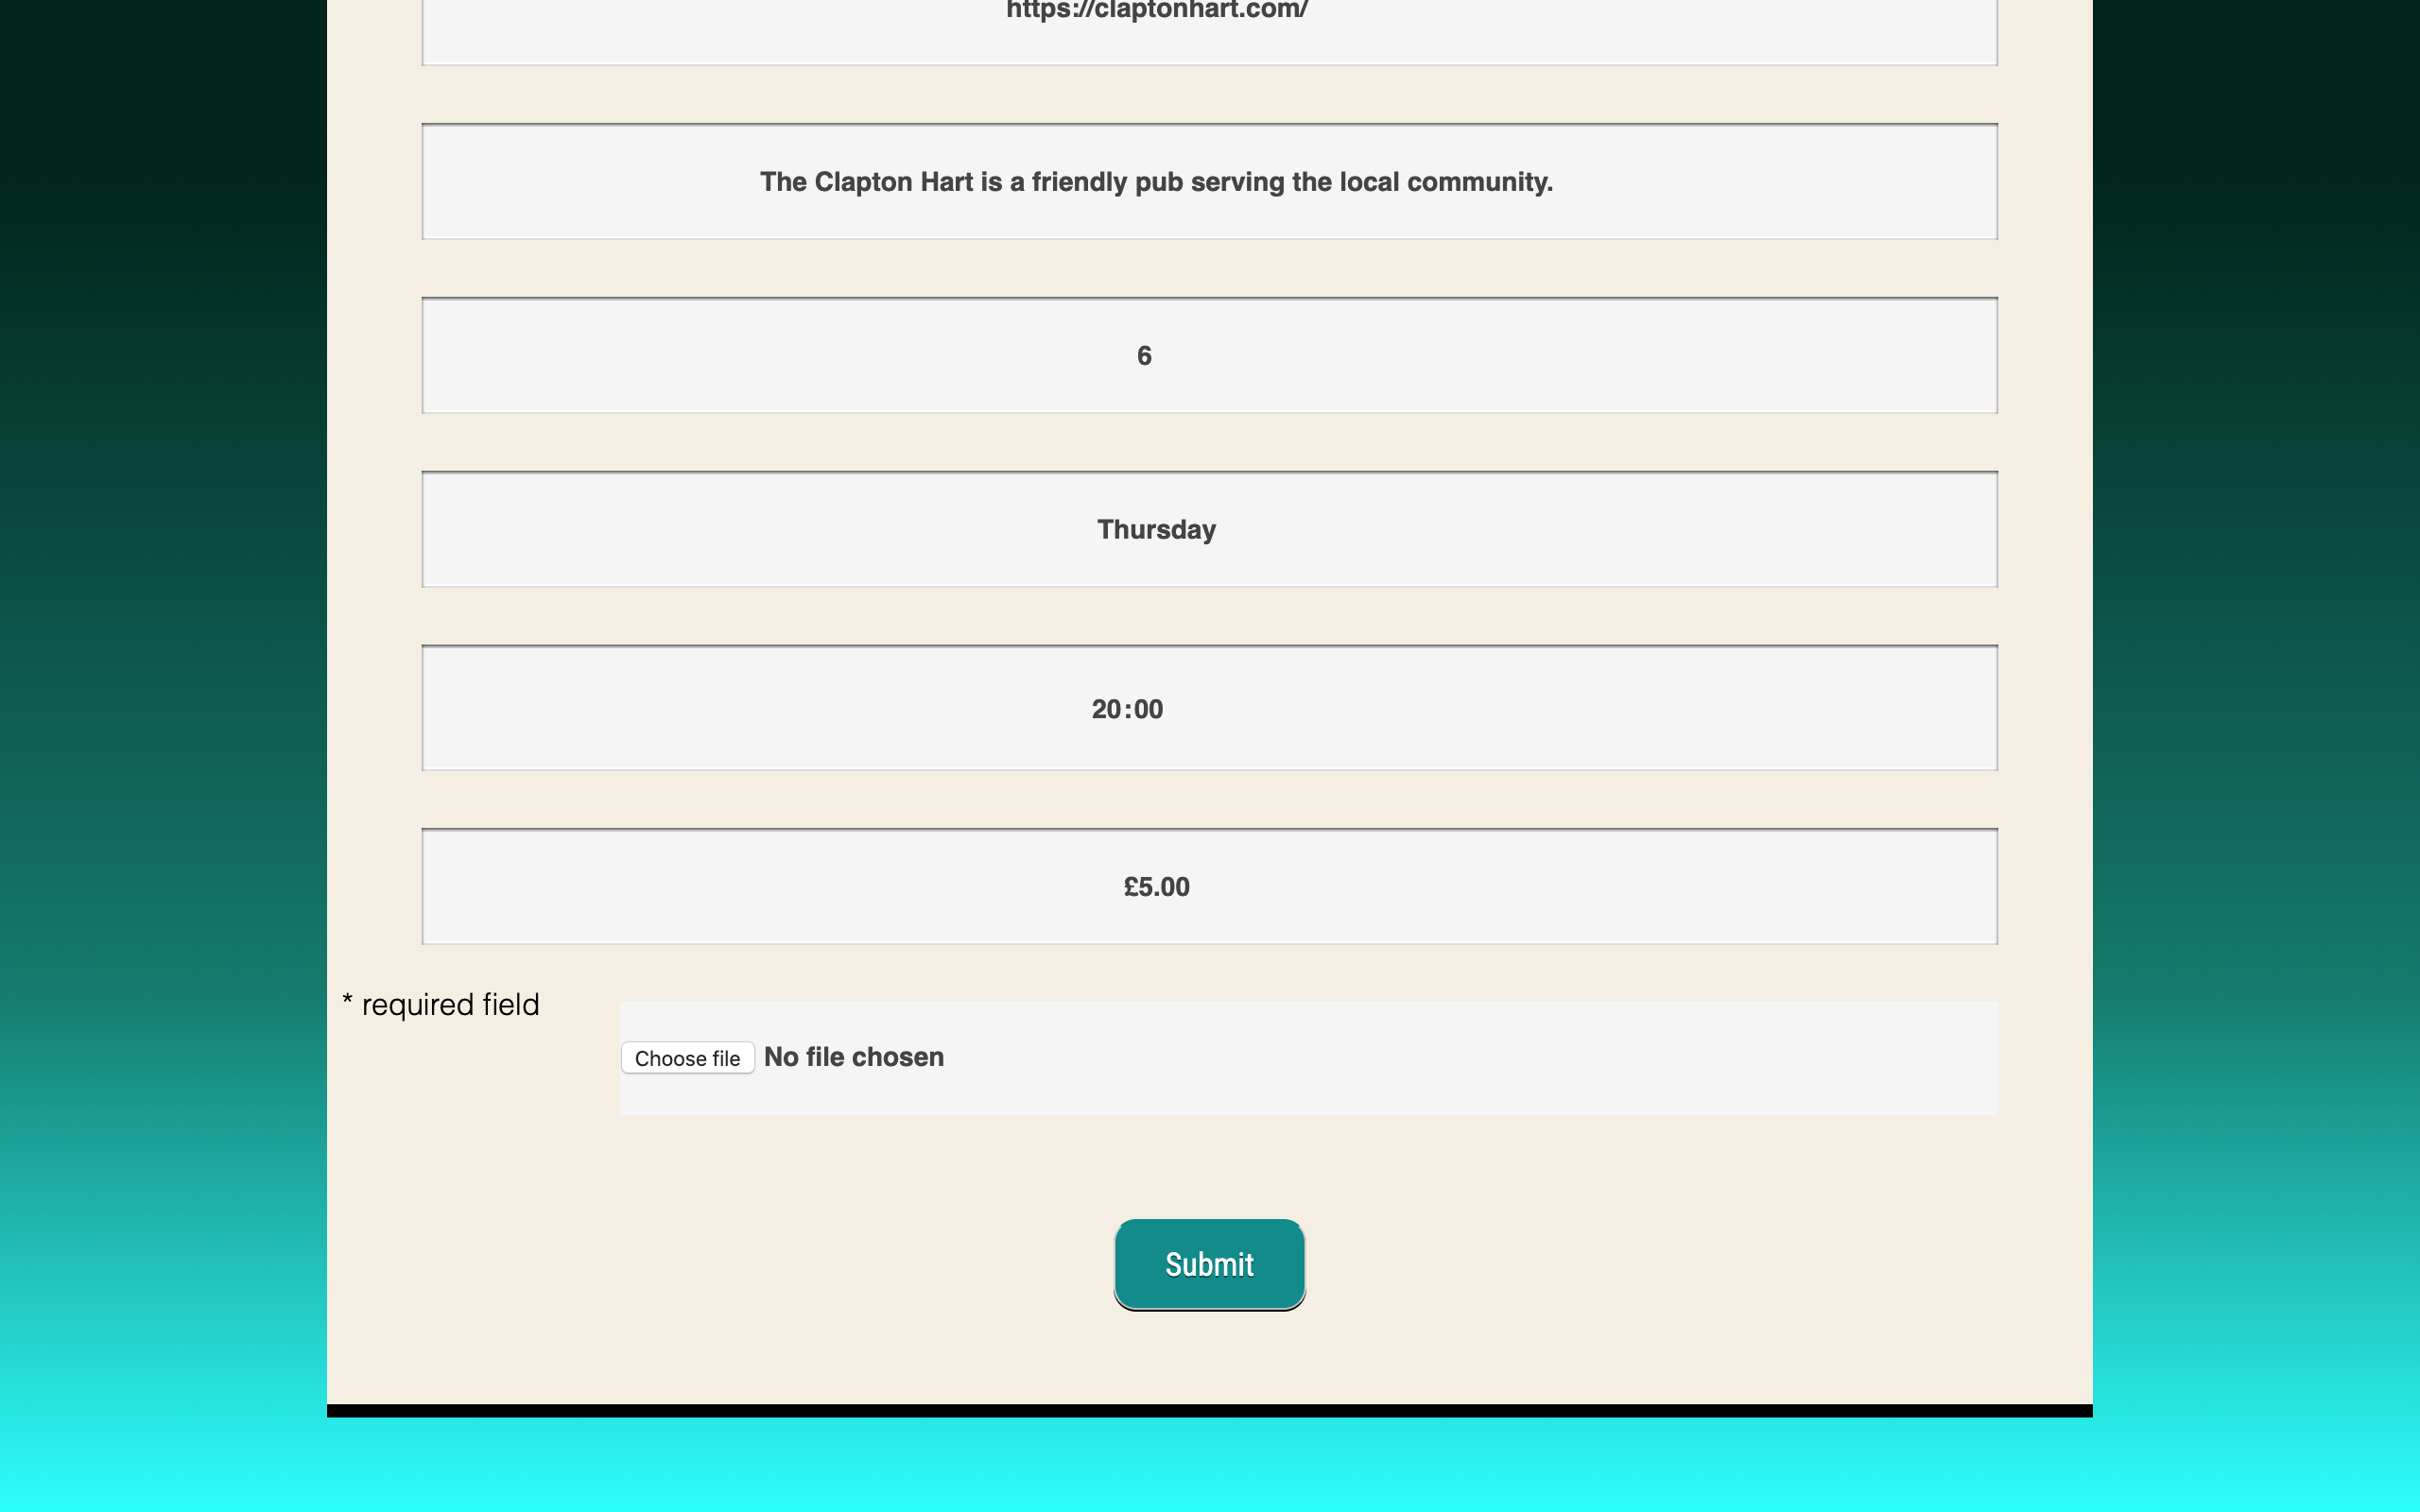 https://claptonhart.com/
The Clapton Hart is a friendly pub serving the local community.
6
Thursday
20:00
£5.00
* required field
Choose file No file chosen
Submit